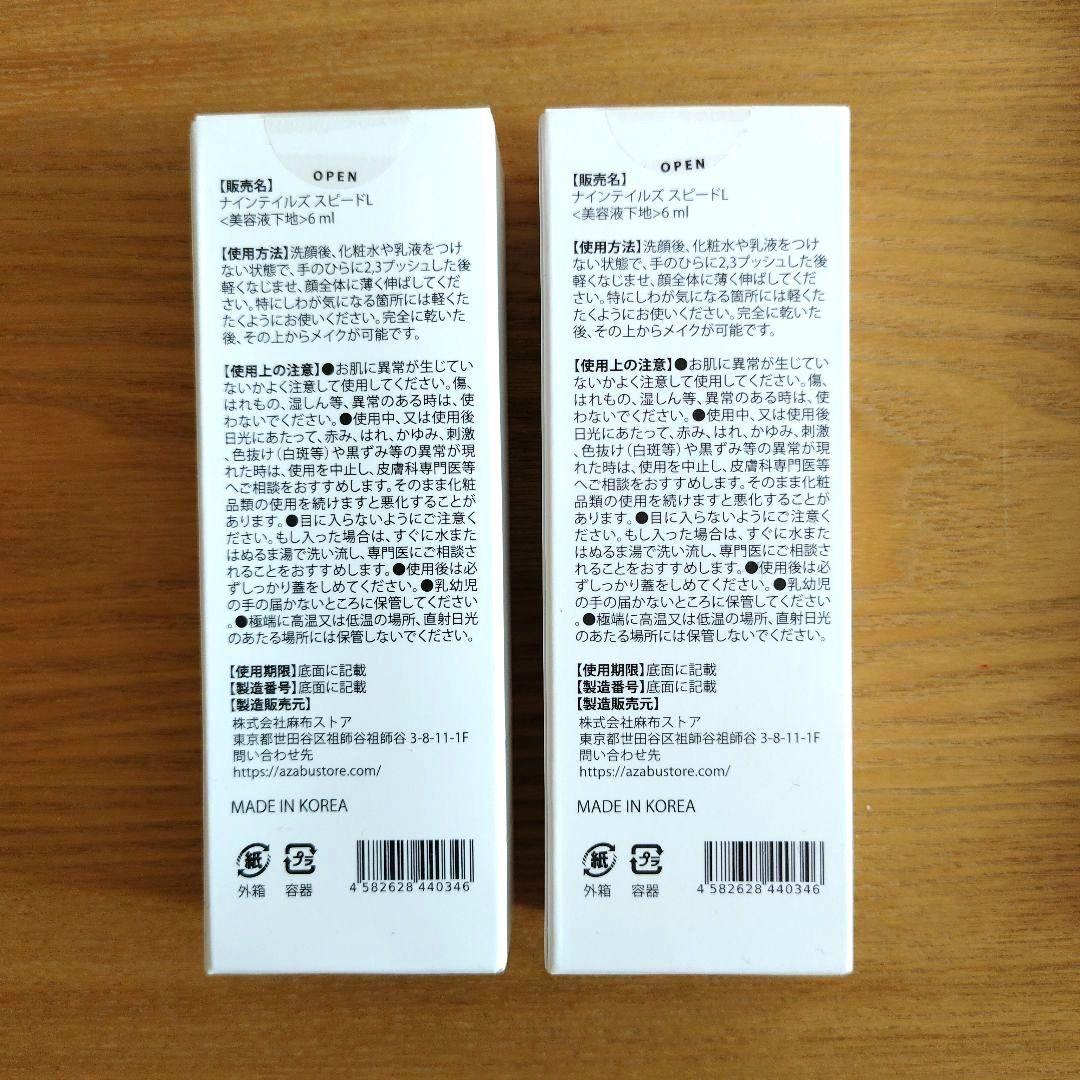 OPEN
【販売名】
ナインテイルズ スピードL
<美容液下地>6 ml
【使用方法】洗顔後、化粧水や乳液をつけ
ない状態で、手のひらに2,3プッシュした後
軽くなじませ、顔全体に薄く伸ばしてくだ
さい。特にしわが気になる箇所には軽くた
たくようにお使いください。完全に乾いた
後、その上からメイクが可能です。
【使用上の注意】●お肌に異常が生じてい
ないかよく注意して使用してください。傷、
はれもの、湿しん等、異常のある時は、使
わないでください。●使用中、又は使用後
日光にあたって、赤み、はれ、かゆみ、刺激
、色抜け（白斑等）や黒ずみ等の異常が現
れた時は、使用を中止し、皮膚科専門医等
へご相談をおすすめします。そのまま化粧
品類の使用を続けますと悪化することが
あります。●目に入らないようにご注意く
ださい。もし入った場合は、すぐに水また
はぬるま湯で洗い流し、専門医にご相談さ
れることをおすすめします。●使用後は必
ずしっかり蓋をしめてください。●乳幼児
の手の届かないところに保管してください
。●極端に高温又は低温の場所、直射日光
のあたる場所には保管しないでください。
【使用期限】底面に記載
【製造番号】底面に記載
【製造販売元】
株式会社麻布ストア
東京都世田谷区祖師谷祖師谷 3-8-11-1F
問い合わせ先
https://azabustore.com/
MADE IN KOREA
紙 プラ
外箱 容器
4 582628 440346
OPEN
【販売名】
ナインテイルズ スピードL
<美容液下地>6 ml
【使用方法】洗顔後、化粧水や乳液をつけ
ない状態で、手のひらに2,3プッシュした後
軽くなじませ、顔全体に薄く伸ばしてくだ
さい。特にしわが気になる箇所には軽くた
たくようにお使いください。完全に乾いた
後、その上からメイクが可能です。
【使用上の注意】●お肌に異常が生じてい
ないかよく注意して使用してください。傷、
はれもの、湿しん等、異常のある時は、使
わないでください。●使用中、又は使用後
日光にあたって、赤み、はれ、かゆみ、刺激
、色抜け（白斑等）や黒ずみ等の異常が現
れた時は、使用を中止し、皮膚科専門医等
へご相談をおすすめします。そのまま化粧
品類の使用を続けますと悪化することが
あります。●目に入らないようにご注意く
ださい。もし入った場合は、すぐに水また
はぬるま湯で洗い流し、専門医にご相談さ
れることをおすすめします。●使用後は必
ずしっかり蓋をしめてください。●乳幼児
の手の届かないところに保管してください
。●極端に高温又は低温の場所、直射日光
のあたる場所には保管しないでください。
【使用期限】底面に記載
【製造番号】底面に記載
【製造販売元】
株式会社麻布ストア
東京都世田谷区祖師谷祖師谷 3-8-11-1F
問い合わせ先
https://azabustore.com/
MADE IN KOREA
紙 プラ
外箱 容器
4 582628 440346